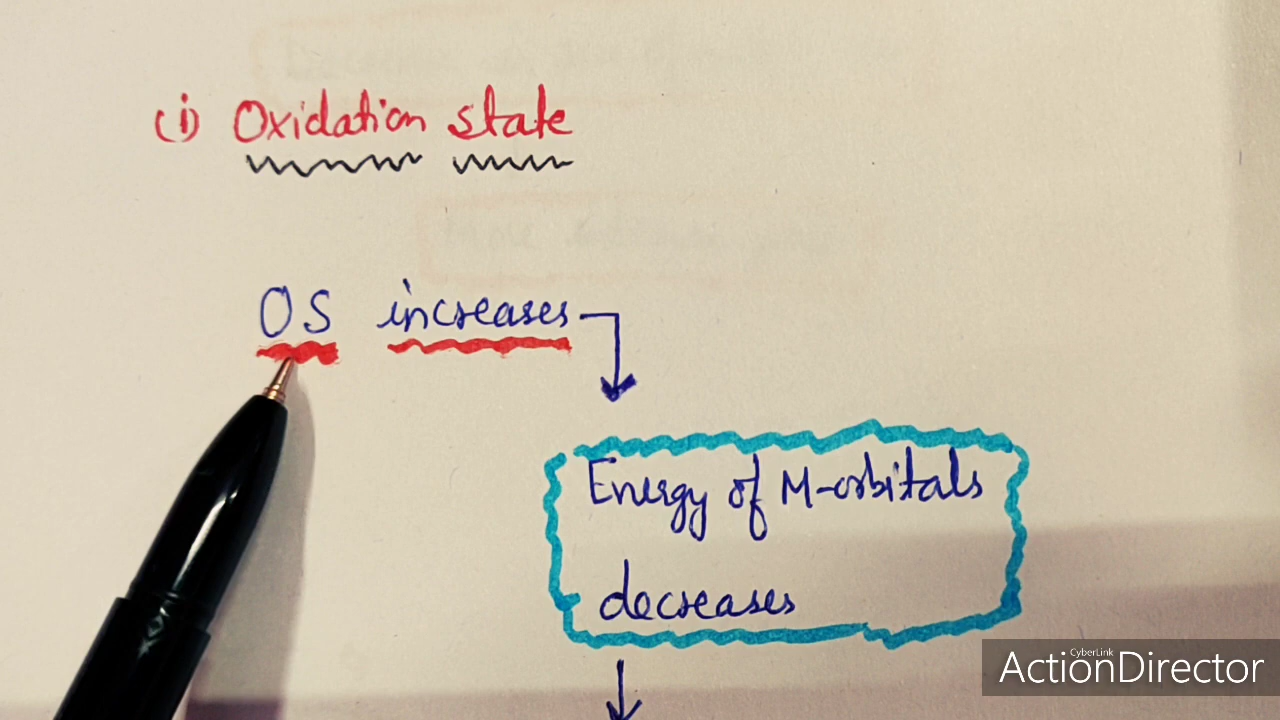 (i) Oxidation state
OS increases
Energy of M-orbitals
decreases
CyberLink
ActionDirector